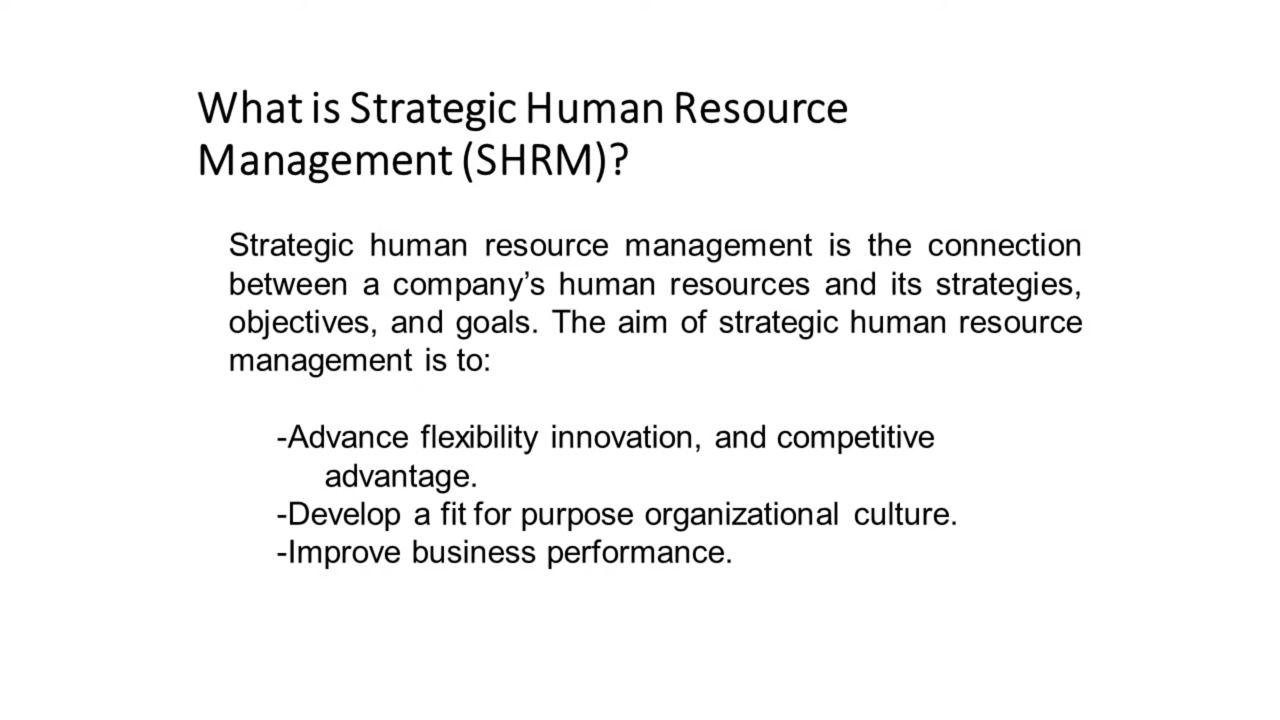 What is Strategic Human Resource
Management (SHRM)?
Strategic human resource management is the connection
between a company’s human resources and its strategies,
objectives, and goals. The aim of strategic human resource
management is to:
-Advance flexibility innovation, and competitive
advantage.
-Develop a fit for purpose organizational culture.
-Improve business performance.